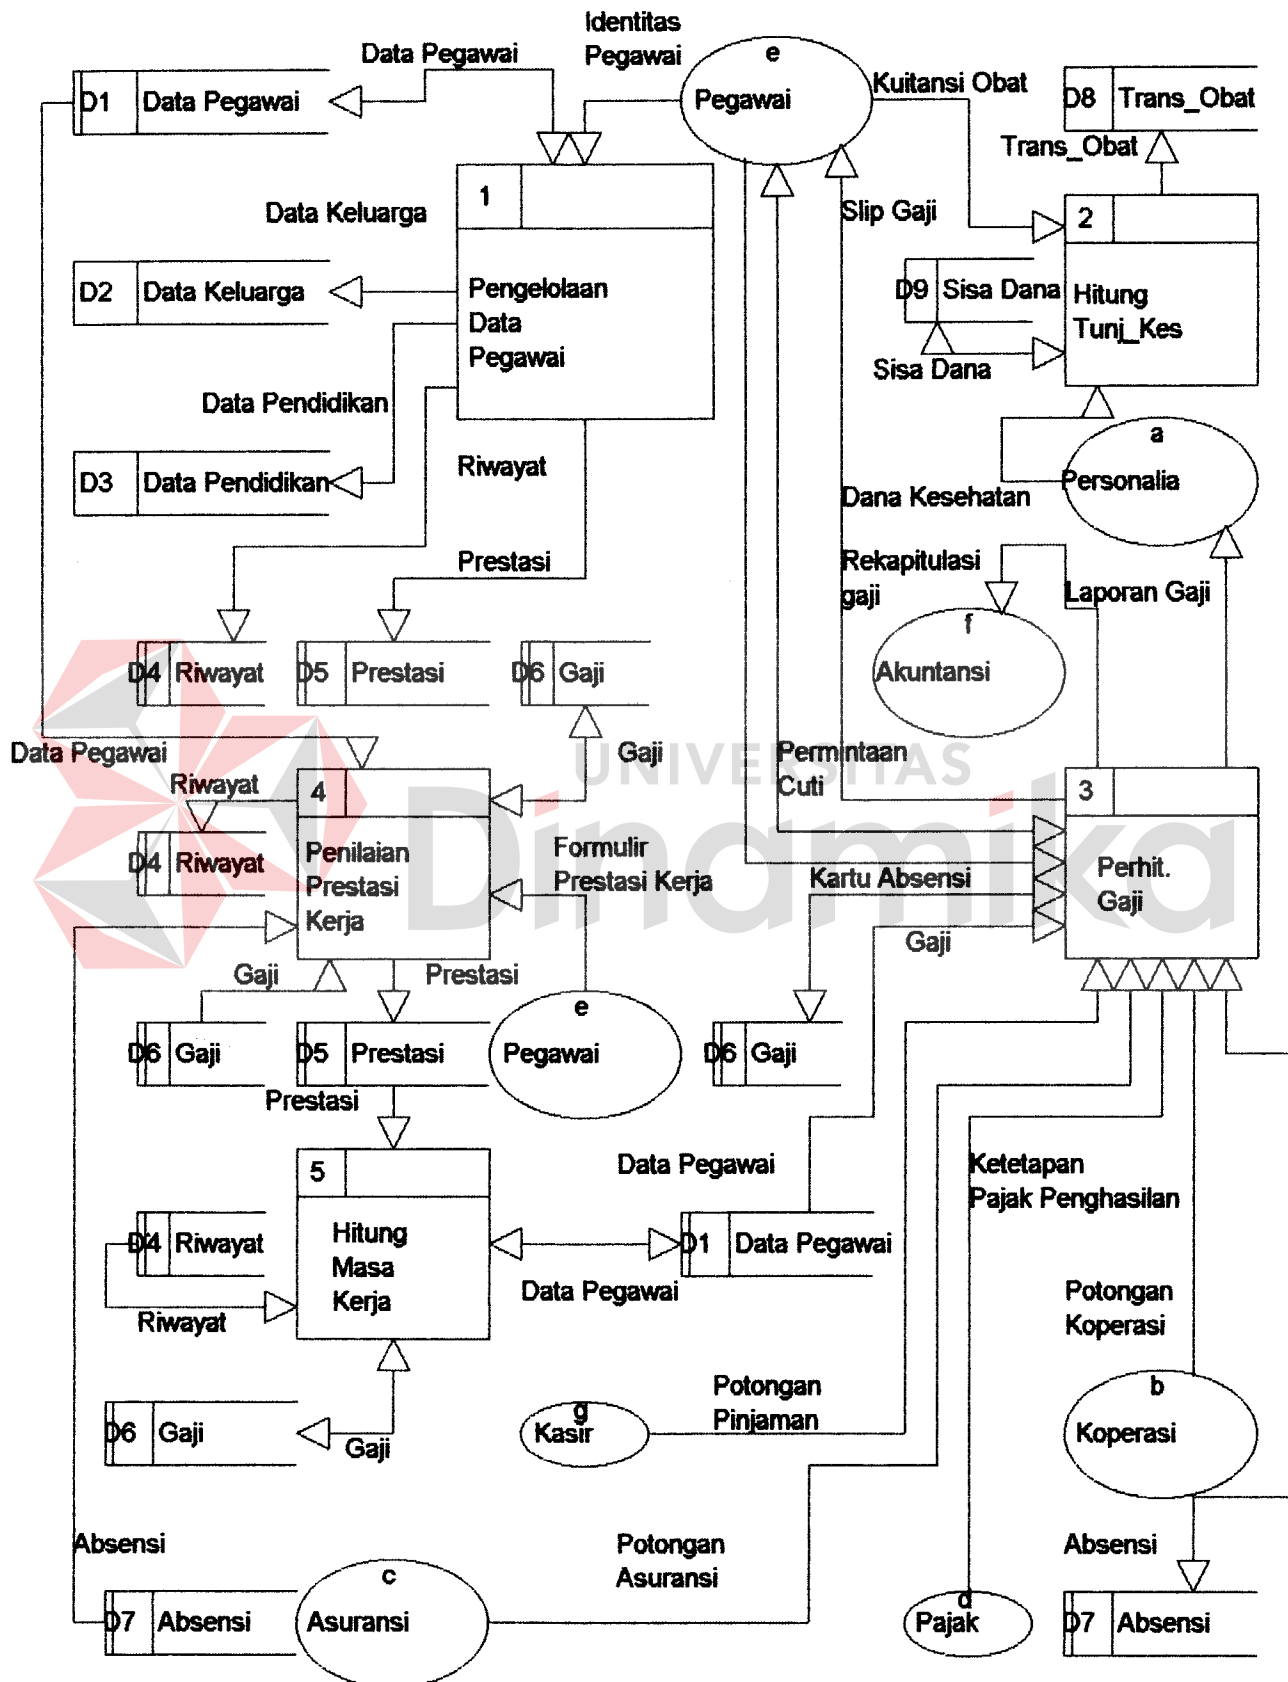 Identitas
Pegawai
Data Pegawai
e
Pegawai
Kuitansi Obat
D1 Data Pegawai
D8 Trans_Obat
Trans_Obat
1
Data Keluarga
Slip Gaji
2
D2 Data Keluarga
Pengelolaan
Data
Pegawai
D9 Sisa Dana
Hitung
Tunj_Kes
Sisa Dana
Data Pendidikan
a
Personalia
Riwayat
D3 Data Pendidikan
Dana Kesehatan
Prestasi
Rekapitulasi
gaji
Laporan Gaji
f
Akuntansi
D4 Riwayat
D5 Prestasi
D6 Gaji
Data Pegawai
Gaji
UNIVERSITAS
Dinamika
Permintaan
Cuti
Riwayat
4
3
D4 Riwayat
Penilaian
Prestasi
Kerja
Formulir
Prestasi Kerja
Kartu Absensi
Perhit.
Gaji
Gaji
Gaji
Prestasi
e
Pegawai
D6 Gaji
D5 Prestasi
D6 Gaji
Prestasi
5
Data Pegawai
Ketetapan
Pajak Penghasilan
D4 Riwayat
Hitung
Masa
Kerja
D1 Data Pegawai
Data Pegawai
Riwayat
Potongan
Koperasi
Potongan
Pinjaman
b
Koperasi
g
Kasir
D6 Gaji
Gaji
Absensi
Potongan
Asuransi
Absensi
c
Asuransi
D7 Absensi
d
Pajak
D7 Absensi